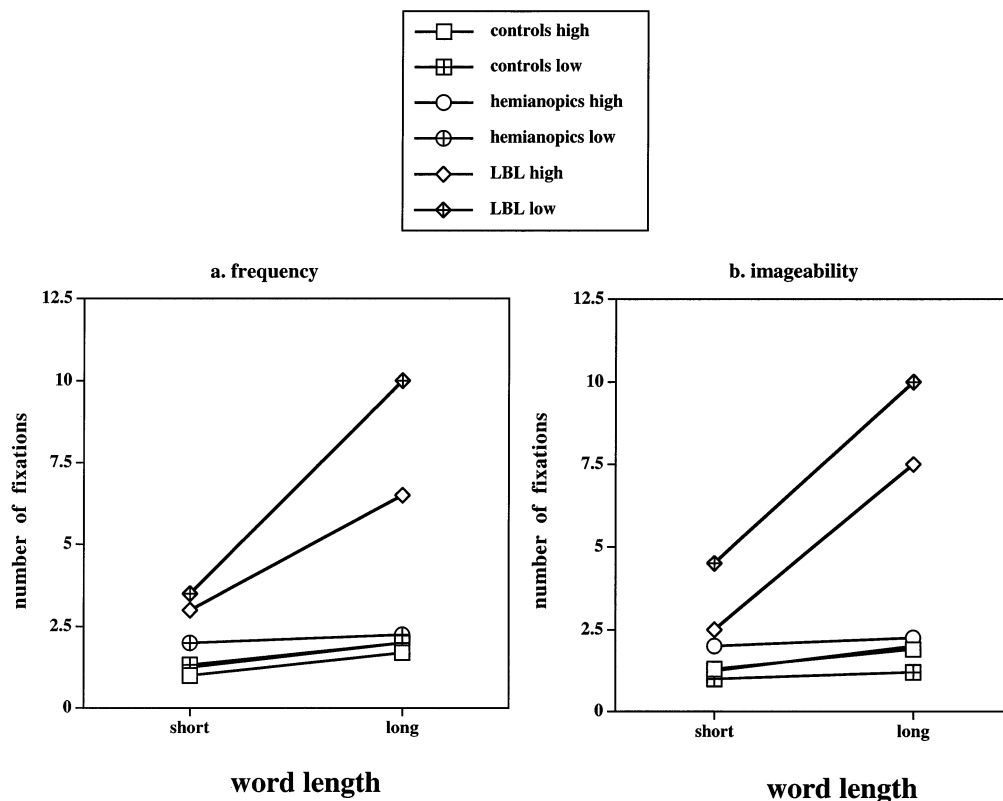 controls high
controls low
hemianopics high
hemianopics low
LBL high
LBL low
a. frequency
12.5
10
7.5
5
2.5
0
number of fixations
short long
word length
b. imageability
12.5
10
7.5
5
2.5
0
number of fixations
short long
word length